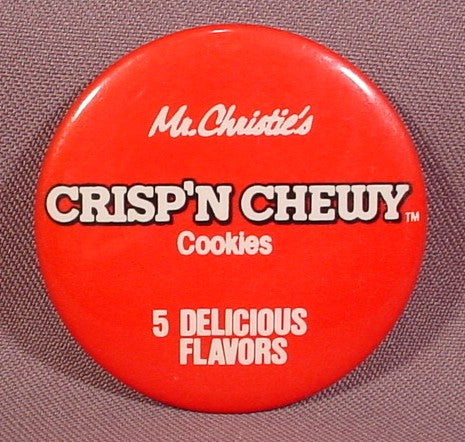 Mr. Christie's
CRISP'N CHEWY™
Cookies
5 DELICIOUS
FLAVORS